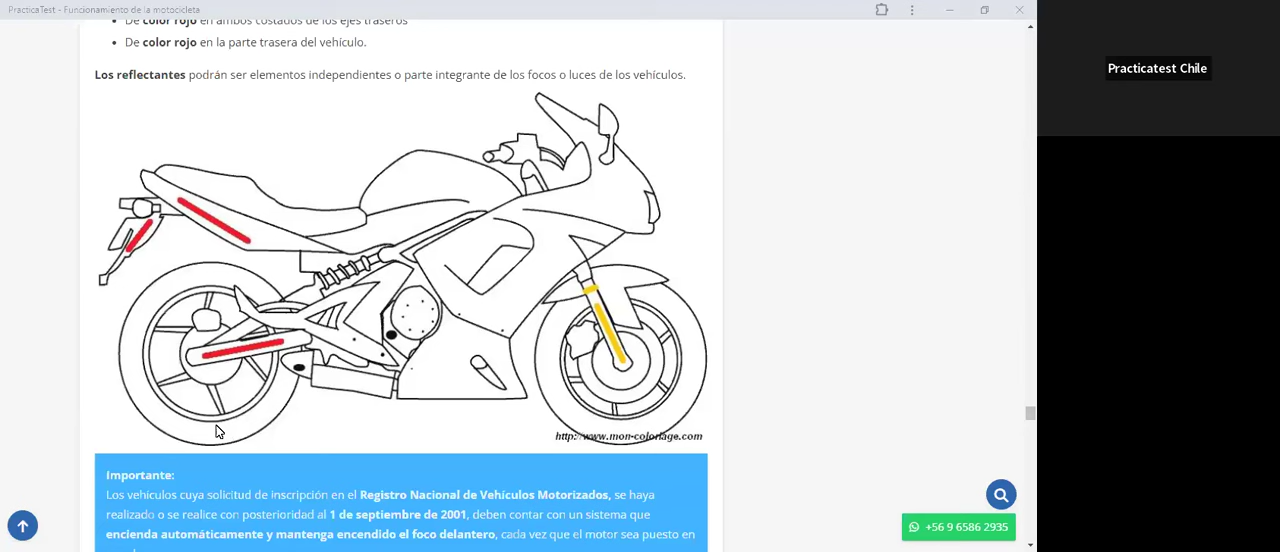 PracticaTest - Funcionamiento de la motocicleta
De color rojo en ambos costados de los ejes traseros
De color rojo en la parte trasera del vehículo.
Los reflectantes podrán ser elementos independientes o parte integrante de los focos o luces de los vehículos.
http://www.mon-coloriage.com
Importante:
Los vehículos cuya solicitud de inscripción en el Registro Nacional de Vehículos Motorizados, se haya
realizado o se realice con posterioridad al 1 de septiembre de 2001, deben contar con un sistema que
encienda automáticamente y mantenga encendido el foco delantero, cada vez que el motor sea puesto en
+56 9 6586 2935
Practicatest Chile